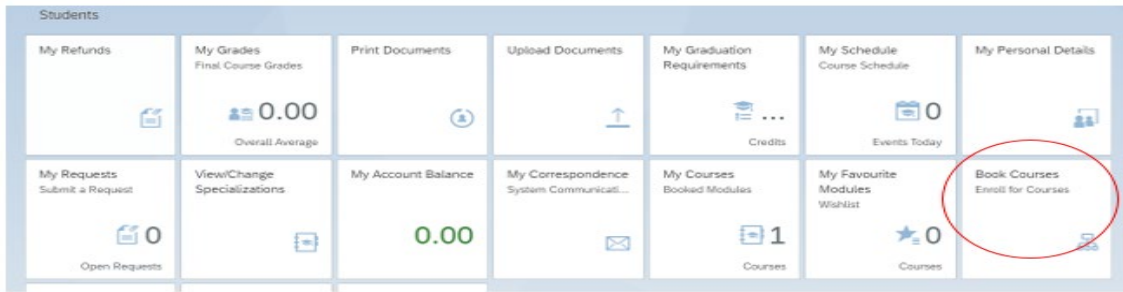 Students
My Refunds
My Grades
Final Course Grades
0.00
Overall Average
Print Documents
Upload Documents
My Graduation
Requirements
...
Credits
My Schedule
Course Schedule
0
Events Today
My Personal Details
My Requests
Submit a Request
0
Open Requests
View/Change
Specializations
My Account Balance
0.00
My Correspondence
System Communicati...
My Courses
Booked Modules
1
Courses
My Favourite
Modules
Wishlist
0
Courses
Book Courses
Enroll for Courses